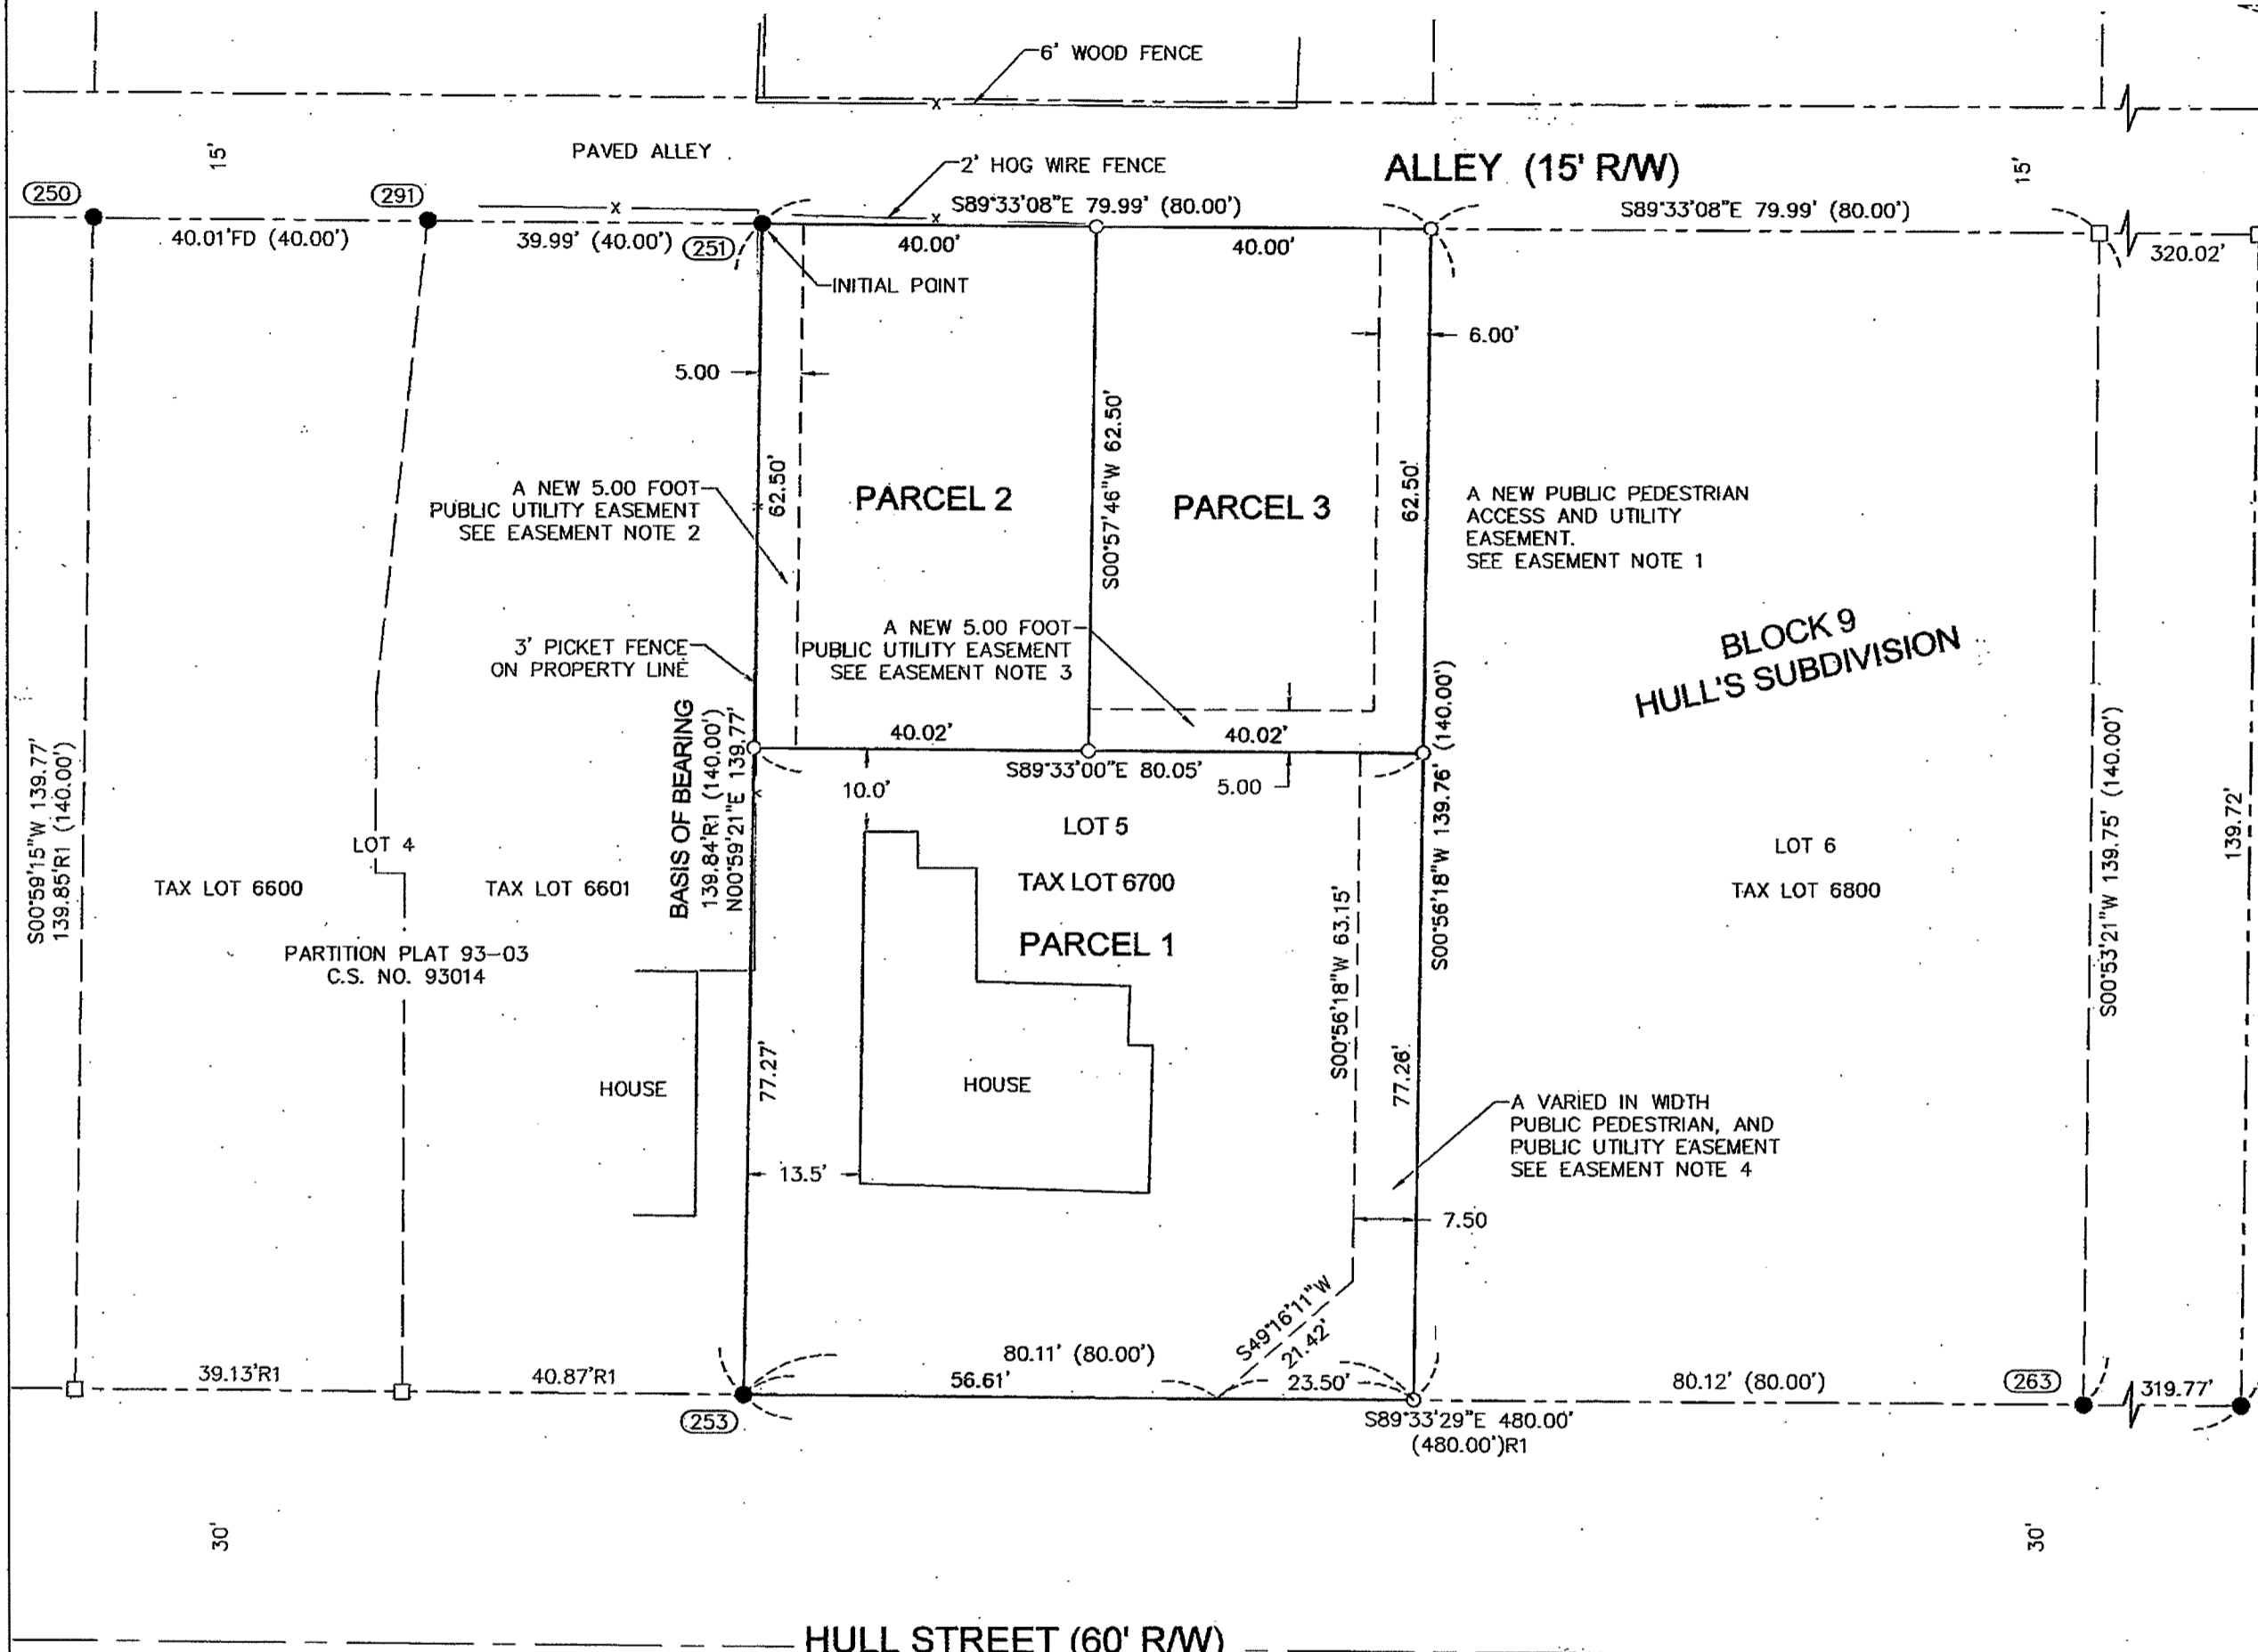 6' WOOD FENCE
15'
PAVED ALLEY
2' HOG WIRE FENCE
ALLEY (15' R/W)
15'
250
291
251
40.01'FD (40.00')
39.99' (40.00')
S89°33'08"E 79.99' (80.00')
40.00'
40.00'
S89°33'08"E 79.99' (80.00')
320.02'
INITIAL POINT
6.00'
5.00
62.50'
S00°57'46"W 62.50'
62.50'
A NEW 5.00 FOOT
PUBLIC UTILITY EASEMENT
SEE EASEMENT NOTE 2
PARCEL 2
PARCEL 3
A NEW PUBLIC PEDESTRIAN
ACCESS AND UTILITY
EASEMENT.
SEE EASEMENT NOTE 1
3' PICKET FENCE
ON PROPERTY LINE
A NEW 5.00 FOOT
PUBLIC UTILITY EASEMENT
SEE EASEMENT NOTE 3
BLOCK 9
HULL'S SUBDIVISION
40.02'
40.02'
S89°33'00"E 80.05'
5.00
10.0'
BASIS OF BEARING
139.84'R1 (140.00')
N00°59'21"E 139.77'
S00°59'15"W 139.77'
139.85'R1 (140.00')
S00°56'18"W 139.76' (140.00')
S00°53'21"W 139.75' (140.00')
139.72'
LOT 4
LOT 5
LOT 6
TAX LOT 6600
TAX LOT 6601
TAX LOT 6700
TAX LOT 6800
PARTITION PLAT 93-03
C.S. NO. 93014
PARCEL 1
S00°56'18"W 63.15'
77.27'
77.26'
HOUSE
HOUSE
13.5'
A VARIED IN WIDTH
PUBLIC PEDESTRIAN, AND
PUBLIC UTILITY EASEMENT
SEE EASEMENT NOTE 4
7.50
S49°16'11"W
21.42'
39.13'R1
40.87'R1
80.11' (80.00')
56.61'
23.50'
80.12' (80.00')
263
319.77'
253
S89°33'29"E 480.00'
(480.00')R1
30'
30'
HULL STREET (60' R/W)